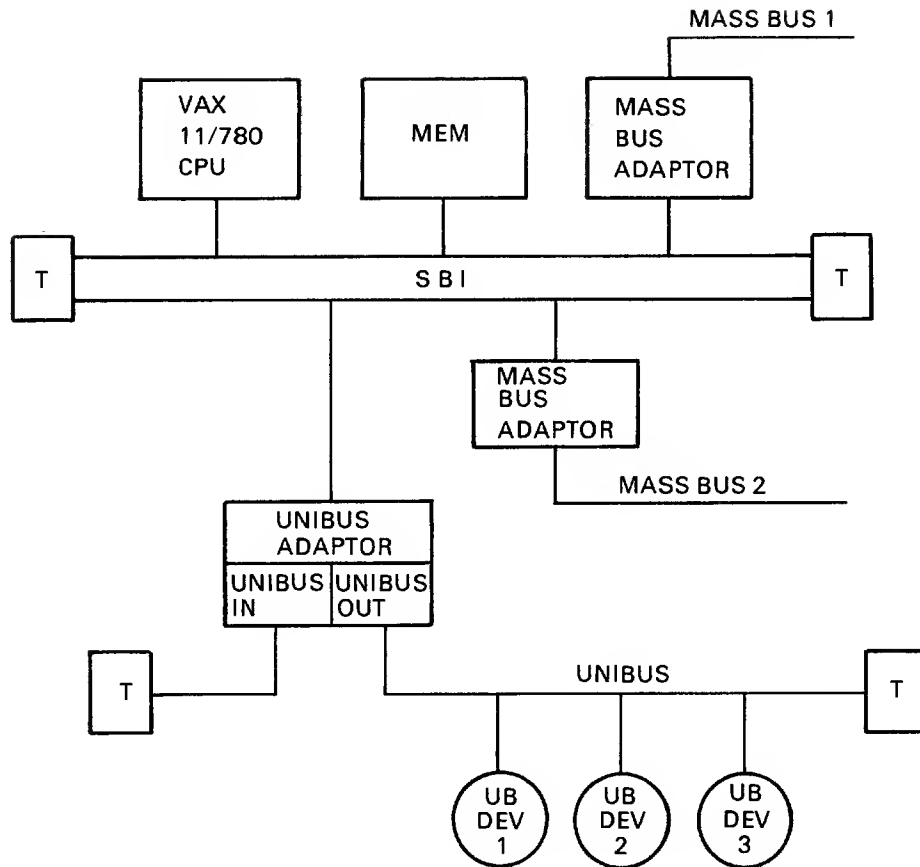 MASS BUS 1
VAX
11/780
CPU
MEM
MASS
BUS
ADAPTOR
T
S B I
T
MASS
BUS
ADAPTOR
MASS BUS 2
UNIBUS
ADAPTOR
UNIBUS
IN
UNIBUS
OUT
T
UNIBUS
T
UB
DEV
1
UB
DEV
2
UB
DEV
3